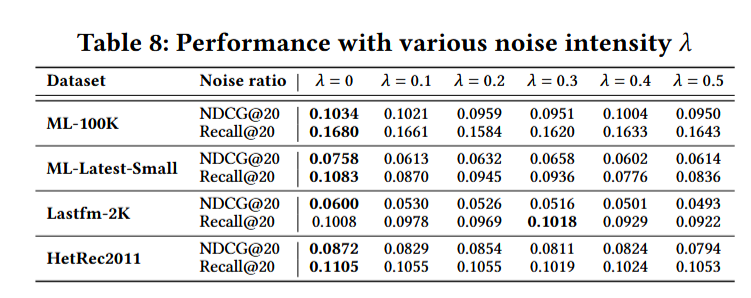 Table 8: Performance with various noise intensity λ
Dataset Noise ratio | λ = 0 λ = 0.1 λ = 0.2 λ = 0.3 λ = 0.4 λ = 0.5
ML-100K
NDCG@20 0.1034 0.1021 0.0959 0.0951 0.1004 0.0950
Recall@20 0.1680 0.1661 0.1584 0.1620 0.1633 0.1643
ML-Latest-Small
NDCG@20 0.0758 0.0613 0.0632 0.0658 0.0602 0.0614
Recall@20 0.1083 0.0870 0.0945 0.0936 0.0776 0.0836
Lastfm-2K
NDCG@20 0.0600 0.0530 0.0526 0.0516 0.0501 0.0493
Recall@20 0.1008 0.0978 0.0969 0.1018 0.0929 0.0922
HetRec2011
NDCG@20 0.0872 0.0829 0.0854 0.0811 0.0824 0.0794
Recall@20 0.1105 0.1055 0.1055 0.1019 0.1024 0.1053